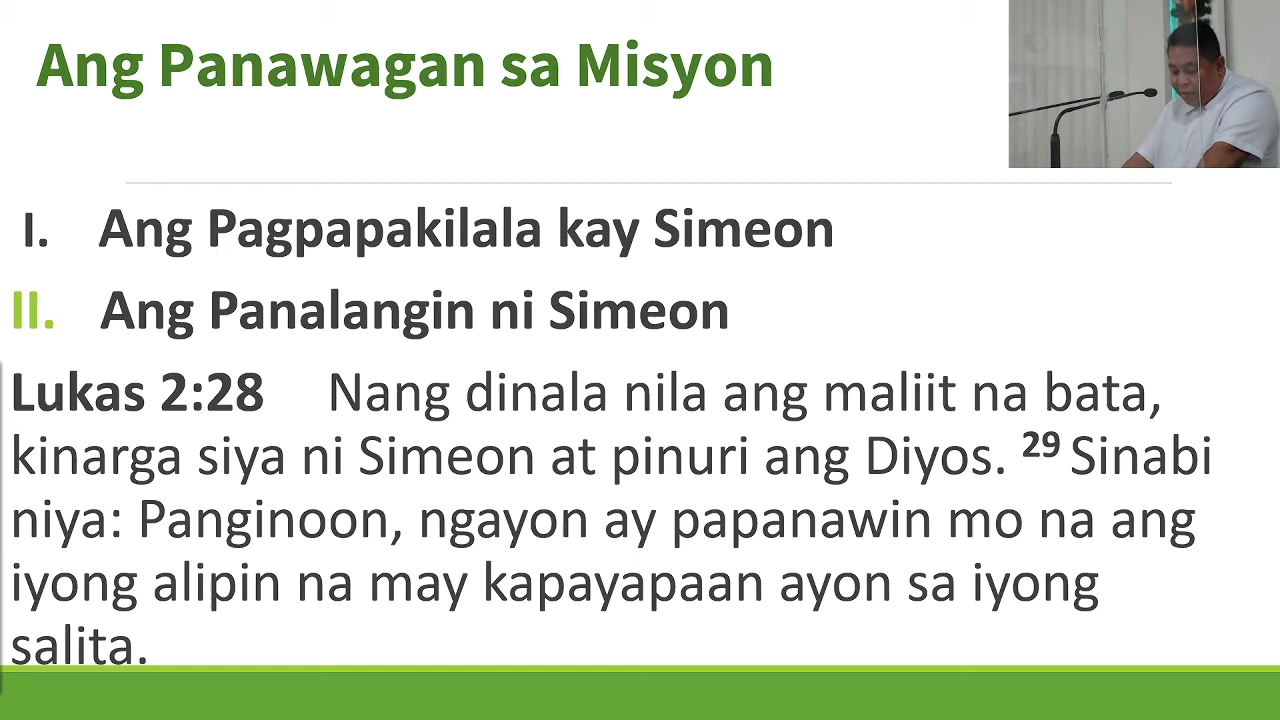 Ang Panawagan sa Misyon
I. Ang Pagpapakilala kay Simeon
II. Ang Panalangin ni Simeon
Lukas 2:28 Nang dinala nila ang maliit na bata,
kinarga siya ni Simeon at pinuri ang Diyos. 29 Sinabi
niya: Panginoon, ngayon ay papanawin mo na ang
iyong alipin na may kapayapaan ayon sa iyong
salita.